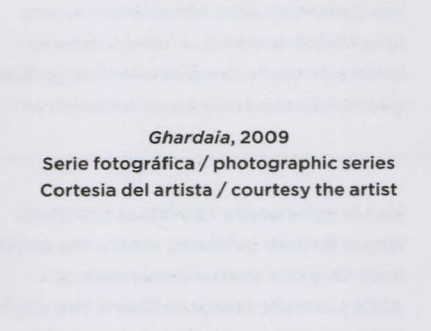 Ghardaia, 2009
Serie fotográfica / photographic series
Cortesia del artista / courtesy the artist